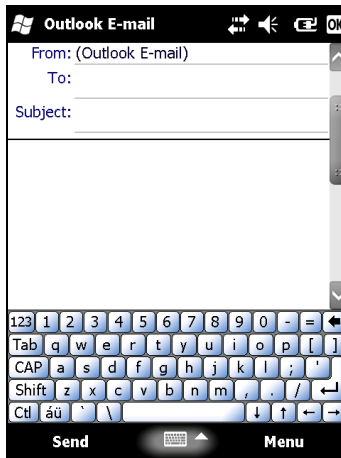 Outlook E-mail OK
From: (Outlook E-mail)
To:
Subject:
123 1 2 3 4 5 6 7 8 9 0 - =
Tab q w e r t y u i o p [ ]
CAP a s d f g h j k l ; '
Shift z x c v b n m , . /
Ctl áü ` \
Send Menu